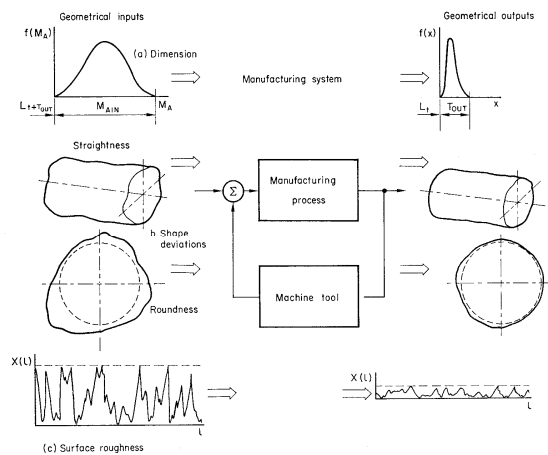 Geometrical inputs
Geometrical outputs
f(M_A)
(a) Dimension
Manufacturing system
f(x)
L_t+T_OUT
M_AIN
M_A
L_t
T_OUT
x
Straightness
Σ
Manufacturing
process
b Shape
deviations
Machine tool
Roundness
X(l)
l
X(l)
l
(c) Surface roughness